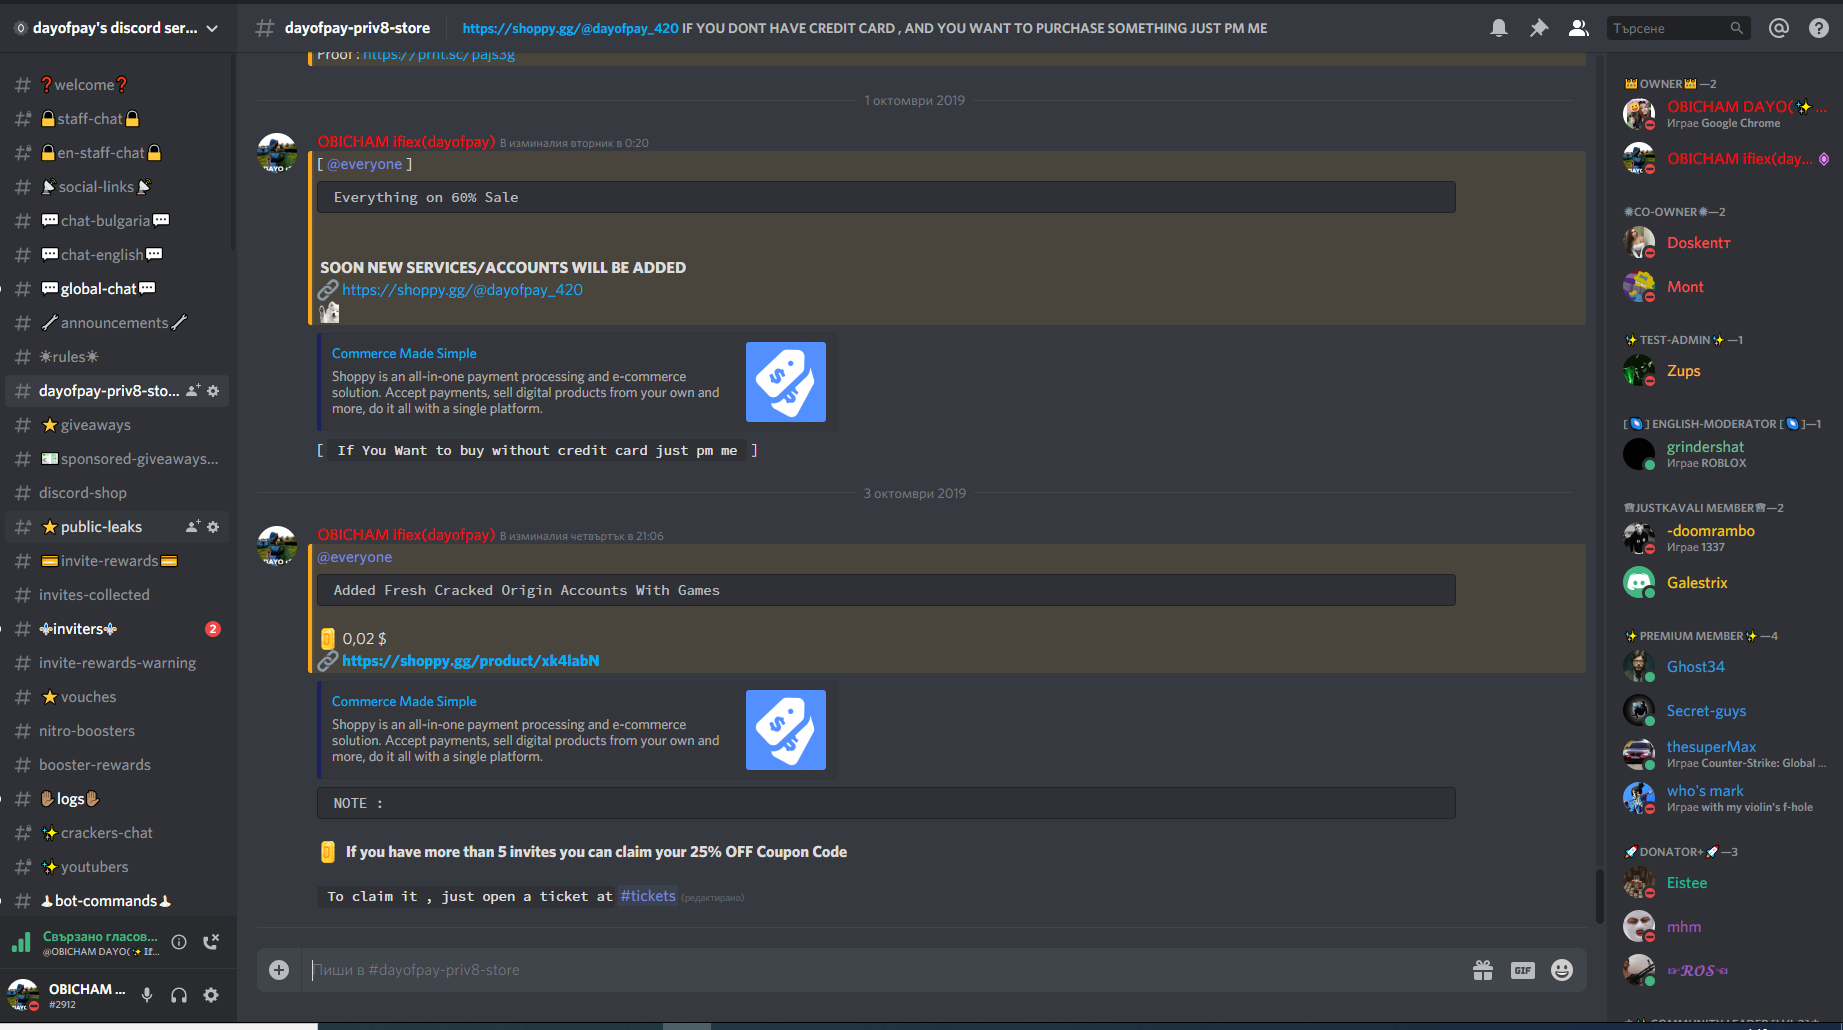 dayofpay's discord ser...
❓welcome❓
🔒staff-chat🔒
🔒en-staff-chat🔒
📡social-links📡
💬chat-bulgaria💬
💬chat-english💬
💬global-chat💬
🔧announcements🔧
☀rules☀
dayofpay-priv8-sto...
⭐giveaways
💵sponsored-giveaways...
discord-shop
⭐public-leaks
💳invite-rewards💳
invites-collected
⚜inviters⚜ 2
invite-rewards-warning
⭐vouches
nitro-boosters
booster-rewards
✋🏽logs✋🏽
✨crackers-chat
✨youtubers
bot-commands
Свързано гласов...
@OBICHAM DAYO(✨If...
OBICHAM ...
#2912
dayofpay-priv8-store
https://shoppy.gg/@dayofpay_420 IF YOU DONT HAVE CREDIT CARD , AND YOU WANT TO PURCHASE SOMETHING JUST PM ME
Търсене
Proof : https://prnt.sc/pajs3g
1 октомври 2019
OBICHAM ifiex(dayofpay) В изминалия вторник в 0:20
[ @everyone ]
Everything on 60% Sale
SOON NEW SERVICES/ACCOUNTS WILL BE ADDED
🔗 https://shoppy.gg/@dayofpay_420
Commerce Made Simple
Shoppy is an all-in-one payment processing and e-commerce
solution. Accept payments, sell digital products from your own and
more, do it all with a single platform.
[ If You Want to buy without credit card just pm me ]
3 октомври 2019
OBICHAM ifiex(dayofpay) В изминалия четвъртък в 21:06
@everyone
Added Fresh Cracked Origin Accounts With Games
0,02 $
🔗 https://shoppy.gg/product/xk4labN
Commerce Made Simple
Shoppy is an all-in-one payment processing and e-commerce
solution. Accept payments, sell digital products from your own and
more, do it all with a single platform.
NOTE :
If you have more than 5 invites you can claim your 25% OFF Coupon Code
To claim it , just open a ticket at #tickets (редактирано)
Пиши в #dayofpay-priv8-store
GIF
👑OWNER👑—2
OBICHAM DAYO(✨...
Играе Google Chrome
OBICHAM ifiex(day...
✹CO-OWNER✹—2
Doskentт
Mont
✨TEST-ADMIN✨—1
Zups
[ ] ENGLISH-MODERATOR [ ]—1
grindershat
Играе ROBLOX
JUSTKAVALI MEMBER—2
-doomrambo
Играе 1337
Galestrix
✨PREMIUM MEMBER✨—4
Ghost34
Secret-guys
thesuperMax
Играе Counter-Strike: Global ...
who's mark
Играе with my violin's f-hole
🚀DONATOR+🚀—3
Eistee
mhm
☞𝓡𝓞𝓢☜